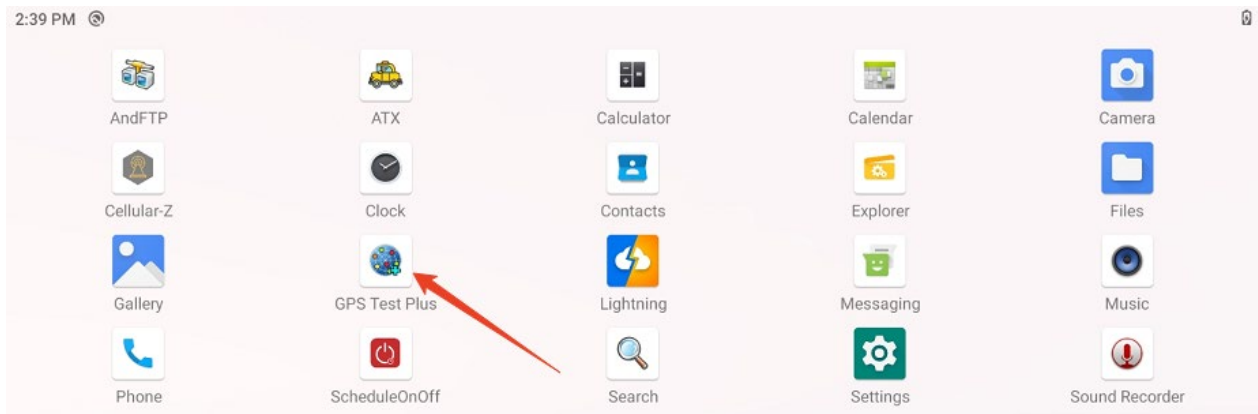 2:39 PM
AndFTP ATX Calculator Calendar Camera
Cellular-Z Clock Contacts Explorer Files
Gallery GPS Test Plus Lightning Messaging Music
Phone ScheduleOnOff Search Settings Sound Recorder